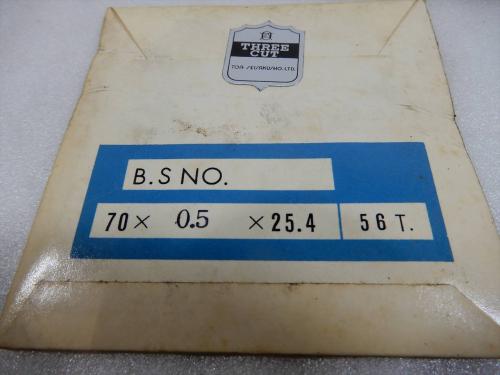 THREE
CUT
TOA-SEISAKUSHO.LTD.
B.S NO.
70× 0.5 ×25.4 56T.